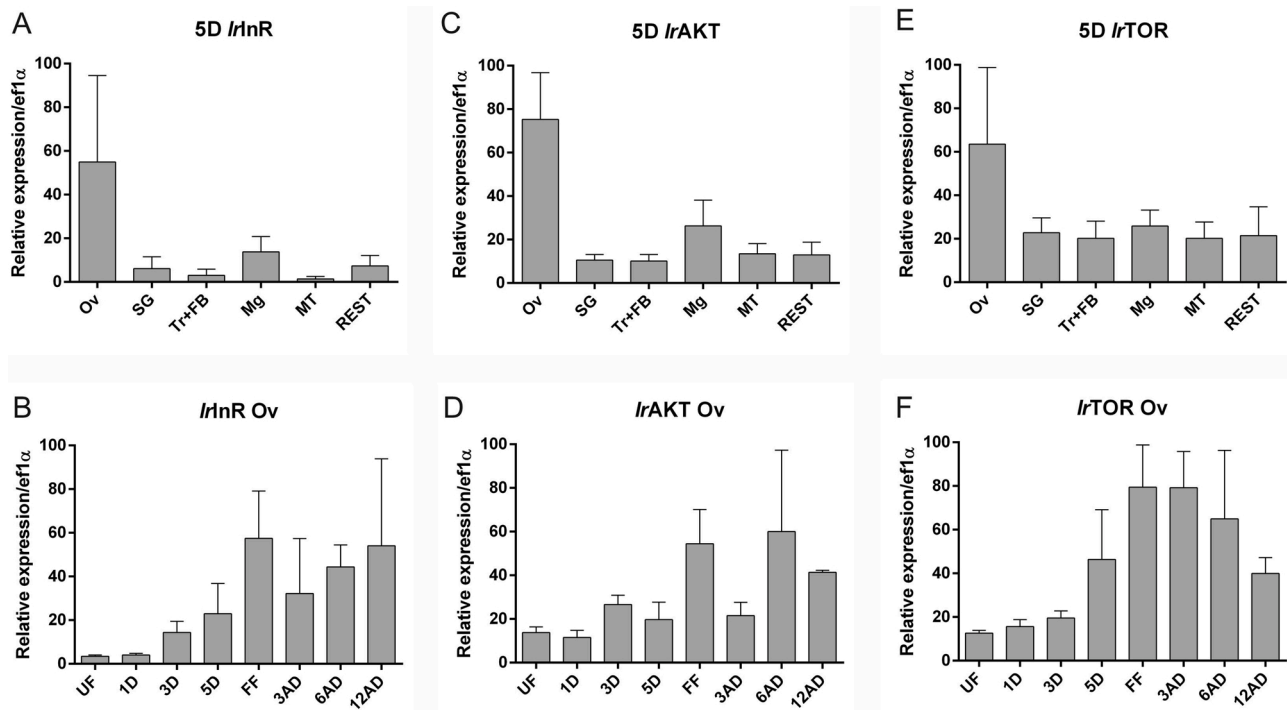 A
5D IrInR
Relative expression/ef1α
100
80
60
40
20
0
Ov SG Tr+FB Mg MT REST
C
5D IrAKT
Relative expression/ef1α
100
80
60
40
20
0
Ov SG Tr+FB Mg MT REST
E
5D IrTOR
Relative expression/ef1α
100
80
60
40
20
0
Ov SG Tr+FB Mg MT REST
B
IrInR Ov
Relative expression/ef1α
100
80
60
40
20
0
UF 1D 3D 5D FF 3AD 6AD 12AD
D
IrAKT Ov
Relative expression/ef1α
100
80
60
40
20
0
UF 1D 3D 5D FF 3AD 6AD 12AD
F
IrTOR Ov
Relative expression/ef1α
100
80
60
40
20
0
UF 1D 3D 5D FF 3AD 6AD 12AD